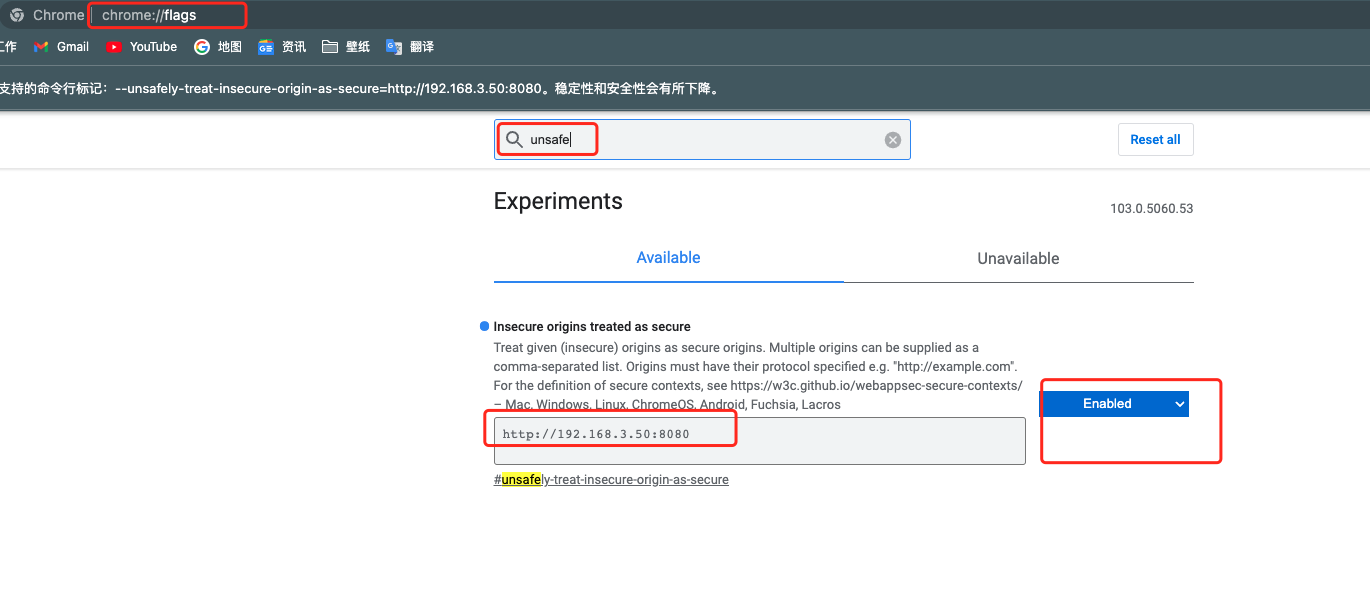 Chrome chrome://flags
工作 Gmail YouTube 地图 资讯 壁纸 翻译
支持的命令行标记：--unsafely-treat-insecure-origin-as-secure=http://192.168.3.50:8080。稳定性和安全性会有所下降。
unsafe
Reset all
Experiments
103.0.5060.53
Available Unavailable
Insecure origins treated as secure
Treat given (insecure) origins as secure origins. Multiple origins can be supplied as a
comma-separated list. Origins must have their protocol specified e.g. "http://example.com".
For the definition of secure contexts, see https://w3c.github.io/webappsec-secure-contexts/
– Mac, Windows, Linux, ChromeOS, Android, Fuchsia, Lacros
Enabled
http://192.168.3.50:8080
#unsafely-treat-insecure-origin-as-secure